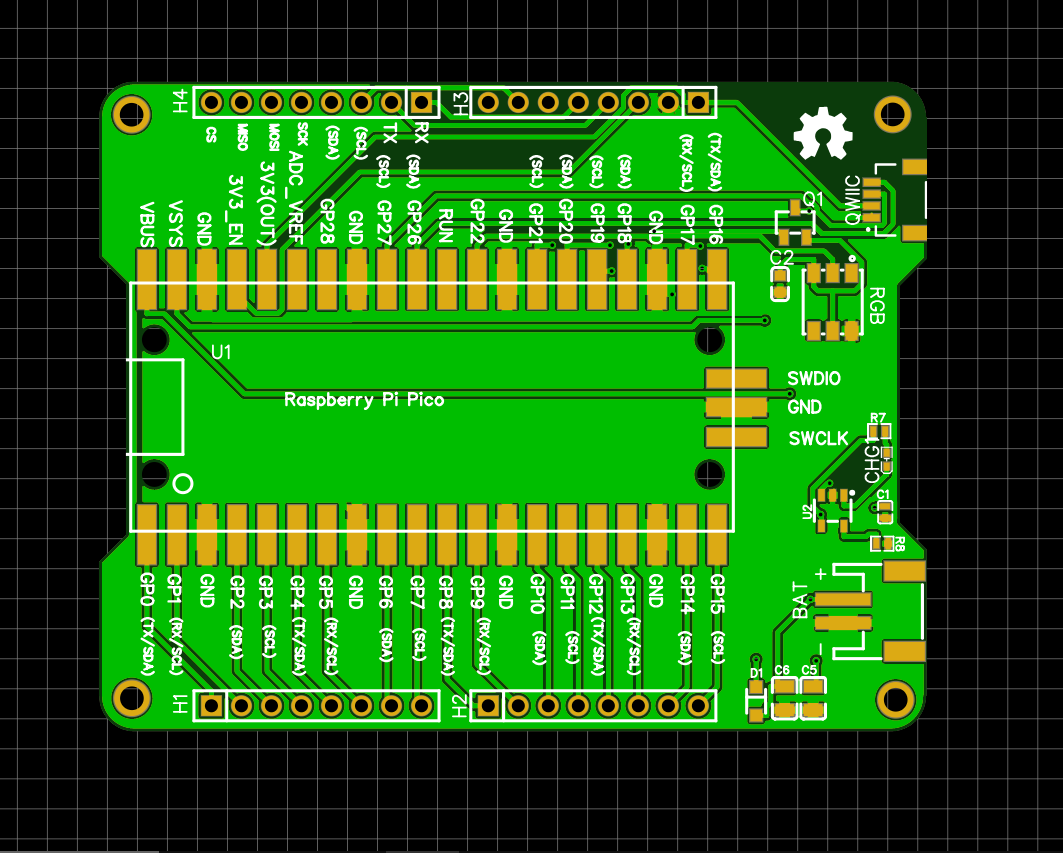 H4
H3
CS
MISO
MOSI
SCK
(SDA)
(SCL)
TX
RX
(SCL)
(SDA)
(SCL)
(SDA)
(SCL)
(SDA)
(RX/SCL)
(TX/SDA)
VBUS
VSYS
GND
3V3_EN
3V3(OUT)
ADC_VREF
GP28
GND
GP27
GP26
RUN
GP22
GND
GP21
GP20
GP19
GP18
GND
GP17
GP16
QWIIC
Q1
C2
RGB
U1
Raspberry Pi Pico
SWDIO
GND
SWCLK
R7
CHG1
C1
U2
R8
BAT
+
-
GP0 (TX/SDA)
GP1 (RX/SCL)
GND
GP2 (SDA)
GP3 (SCL)
GP4 (TX/SDA)
GP5 (RX/SCL)
GND
GP6 (SDA)
GP7 (SCL)
GP8 (TX/SDA)
GP9 (RX/SCL)
GND
GP10 (SDA)
GP11 (SCL)
GP12(TX/SDA)
GP13(RX/SCL)
GND
GP14 (SDA)
GP15 (SCL)
D1
C6
C5
H1
H2